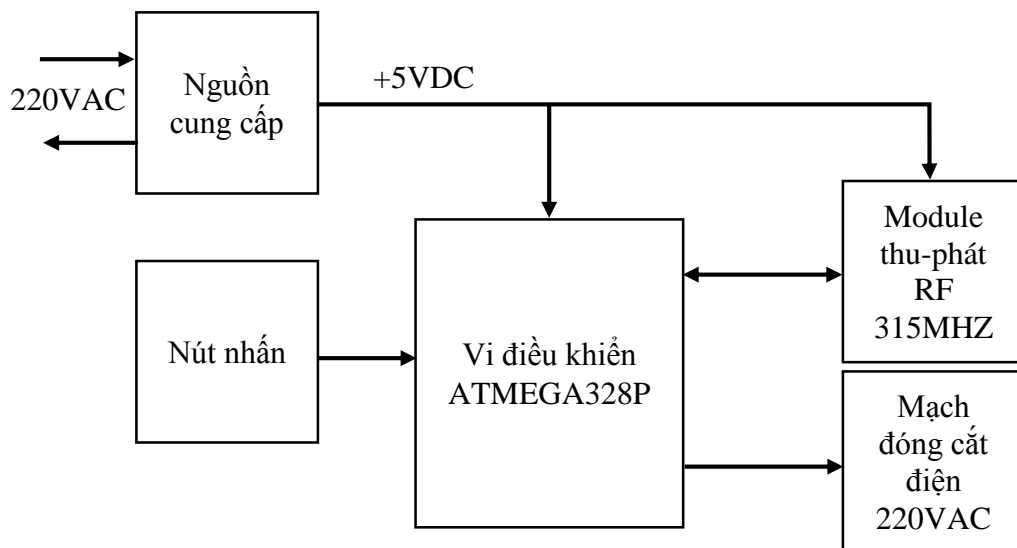 220VAC
Nguồn
cung cấp
+5VDC
Module
thu-phát
RF
315MHZ
Nút nhấn
Vi điều khiển
ATMEGA328P
Mạch
đóng cắt
điện
220VAC